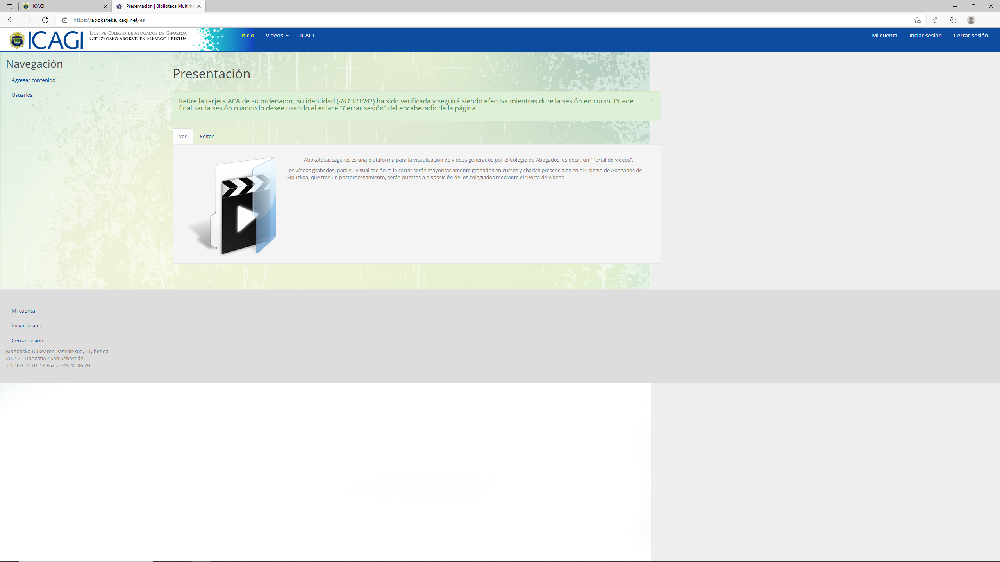 ICAGI
Presentación | Biblioteca Multim
https://abokateka.icagi.net/es
ICAGI
Ilustre Colegio de Abogados de Gipuzkoa
Gipuzkoako Abokatuen Elkargo Prestua
Inicio
Videos
ICAGI
Mi cuenta
Inciar sesión
Cerrar sesión
Navegación
Agregar contenido
Usuarios
Presentación
Retire la tarjeta ACA de su ordenador, su identidad (44134194T) ha sido verificada y seguirá siendo efectiva mientras dure la sesión en curso. Puede
finalizar la sesión cuando lo desee usando el enlace "Cerrar sesión" del encabezado de la página.
×
Ver
Editar
Abokateka.icagi.net es una plataforma para la visualización de vídeos generados por el Colegio de Abogados, es decir, un “Portal de vídeos”.
Los vídeos grabados, para su visualización “a la carta” serán mayoritariamente grabados en cursos y charlas presenciales en el Colegio de Abogados de
Gipuzkoa, que tras un postprocesamiento, serán puestos a disposición de los colegiados mediante el “Porta de vídeos”
Mi cuenta
Inciar sesión
Cerrar sesión
Mandasko Dukearen Pasealekua, 11, behea
20012 - Donostia / San Sebastián
Tel: 943 44 01 18 Faxa: 943 42 06 20